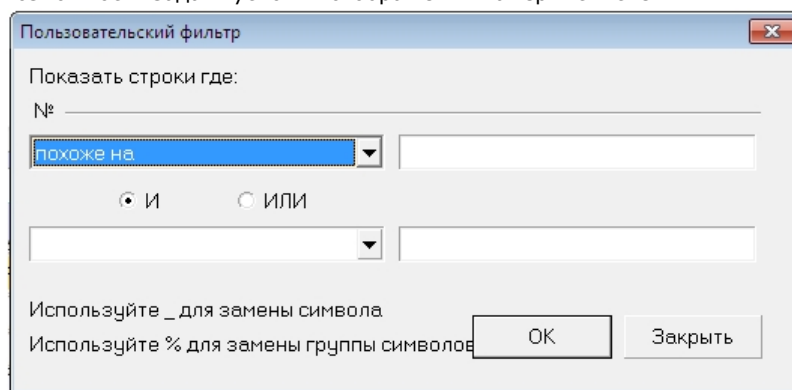 Пользовательский фильтр
Показать строки где:
№
похоже на
И ИЛИ
Используйте _ для замены символа
Используйте % для замены группы символов
OK Закрыть